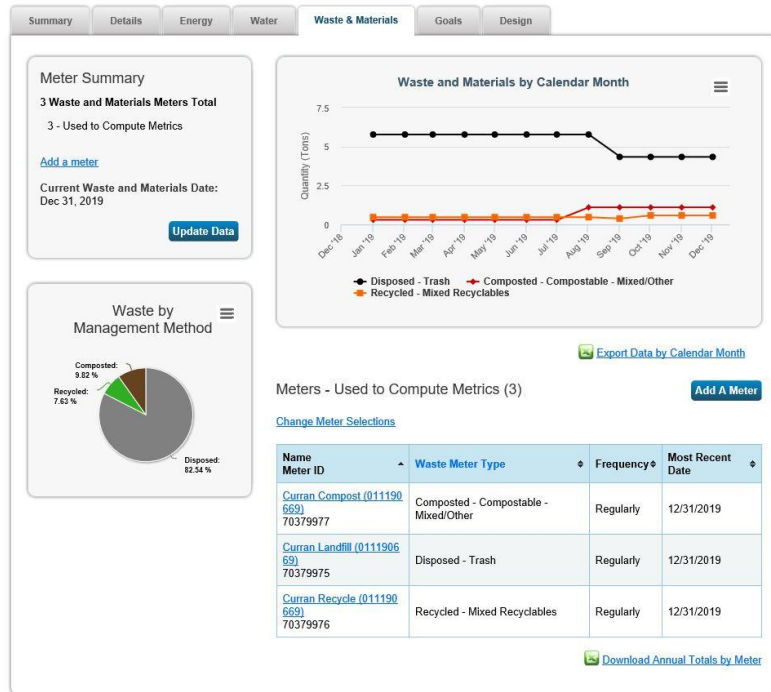 Summary Details Energy Water Waste & Materials Goals Design
Meter Summary
3 Waste and Materials Meters Total
3 - Used to Compute Metrics
Add a meter
Current Waste and Materials Date:
Dec 31, 2019
Update Data
Waste and Materials by Calendar Month
Quantity (Tons)
7.5
5
2.5
0
Dec '18 Jan '19 Feb '19 Mar '19 Apr '19 May '19 Jun '19 Jul '19 Aug '19 Sep '19 Oct '19 Nov '19 Dec '19
Disposed - Trash Composted - Compostable - Mixed/Other
Recycled - Mixed Recyclables
Waste by
Management Method
Composted:
9.82 %
Recycled:
7.63 %
Disposed:
82.54 %
Export Data by Calendar Month
Meters - Used to Compute Metrics (3)
Add A Meter
Change Meter Selections
Name
Meter ID
Waste Meter Type
Frequency
Most Recent
Date
Curran Compost (011190
669)
70379977
Composted - Compostable -
Mixed/Other
Regularly
12/31/2019
Curran Landfill (0111906
69)
70379975
Disposed - Trash
Regularly
12/31/2019
Curran Recycle (011190
669)
70379976
Recycled - Mixed Recyclables
Regularly
12/31/2019
Download Annual Totals by Meter